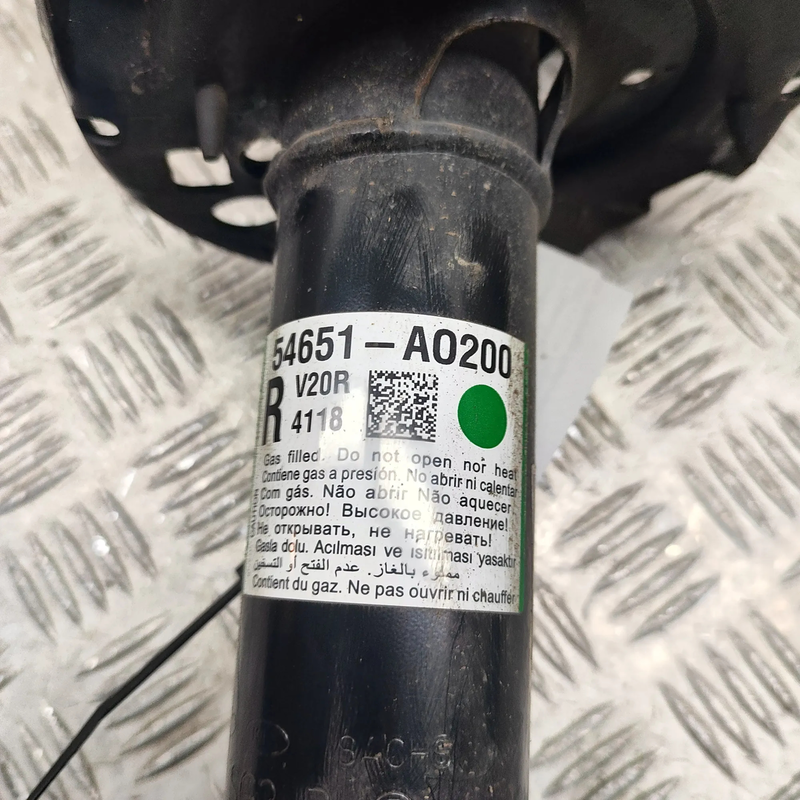 54651-AO200
R V20R
4118
Gas filled. Do not open nor heat
Contiene gas a presión. No abrir ni calentar
Com gás. Não abrir Não aquecer
Осторожно! Высокое давление!
Не открывать, не нагревать!
Gasla dolu. Acılması ve ısıtılması yasaktır
مملوء بالغاز. عدم الفتح أو التسخين
Contient du gaz. Ne pas ouvrir ni chauffer
SACHS